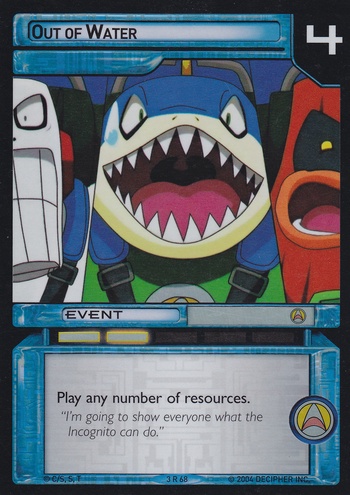 Out of Water
4
EVENT
Play any number of resources.
"I'm going to show everyone what the
Incognito can do."
© C/S, S, T
3 R 68
© 2004 DECIPHER INC.